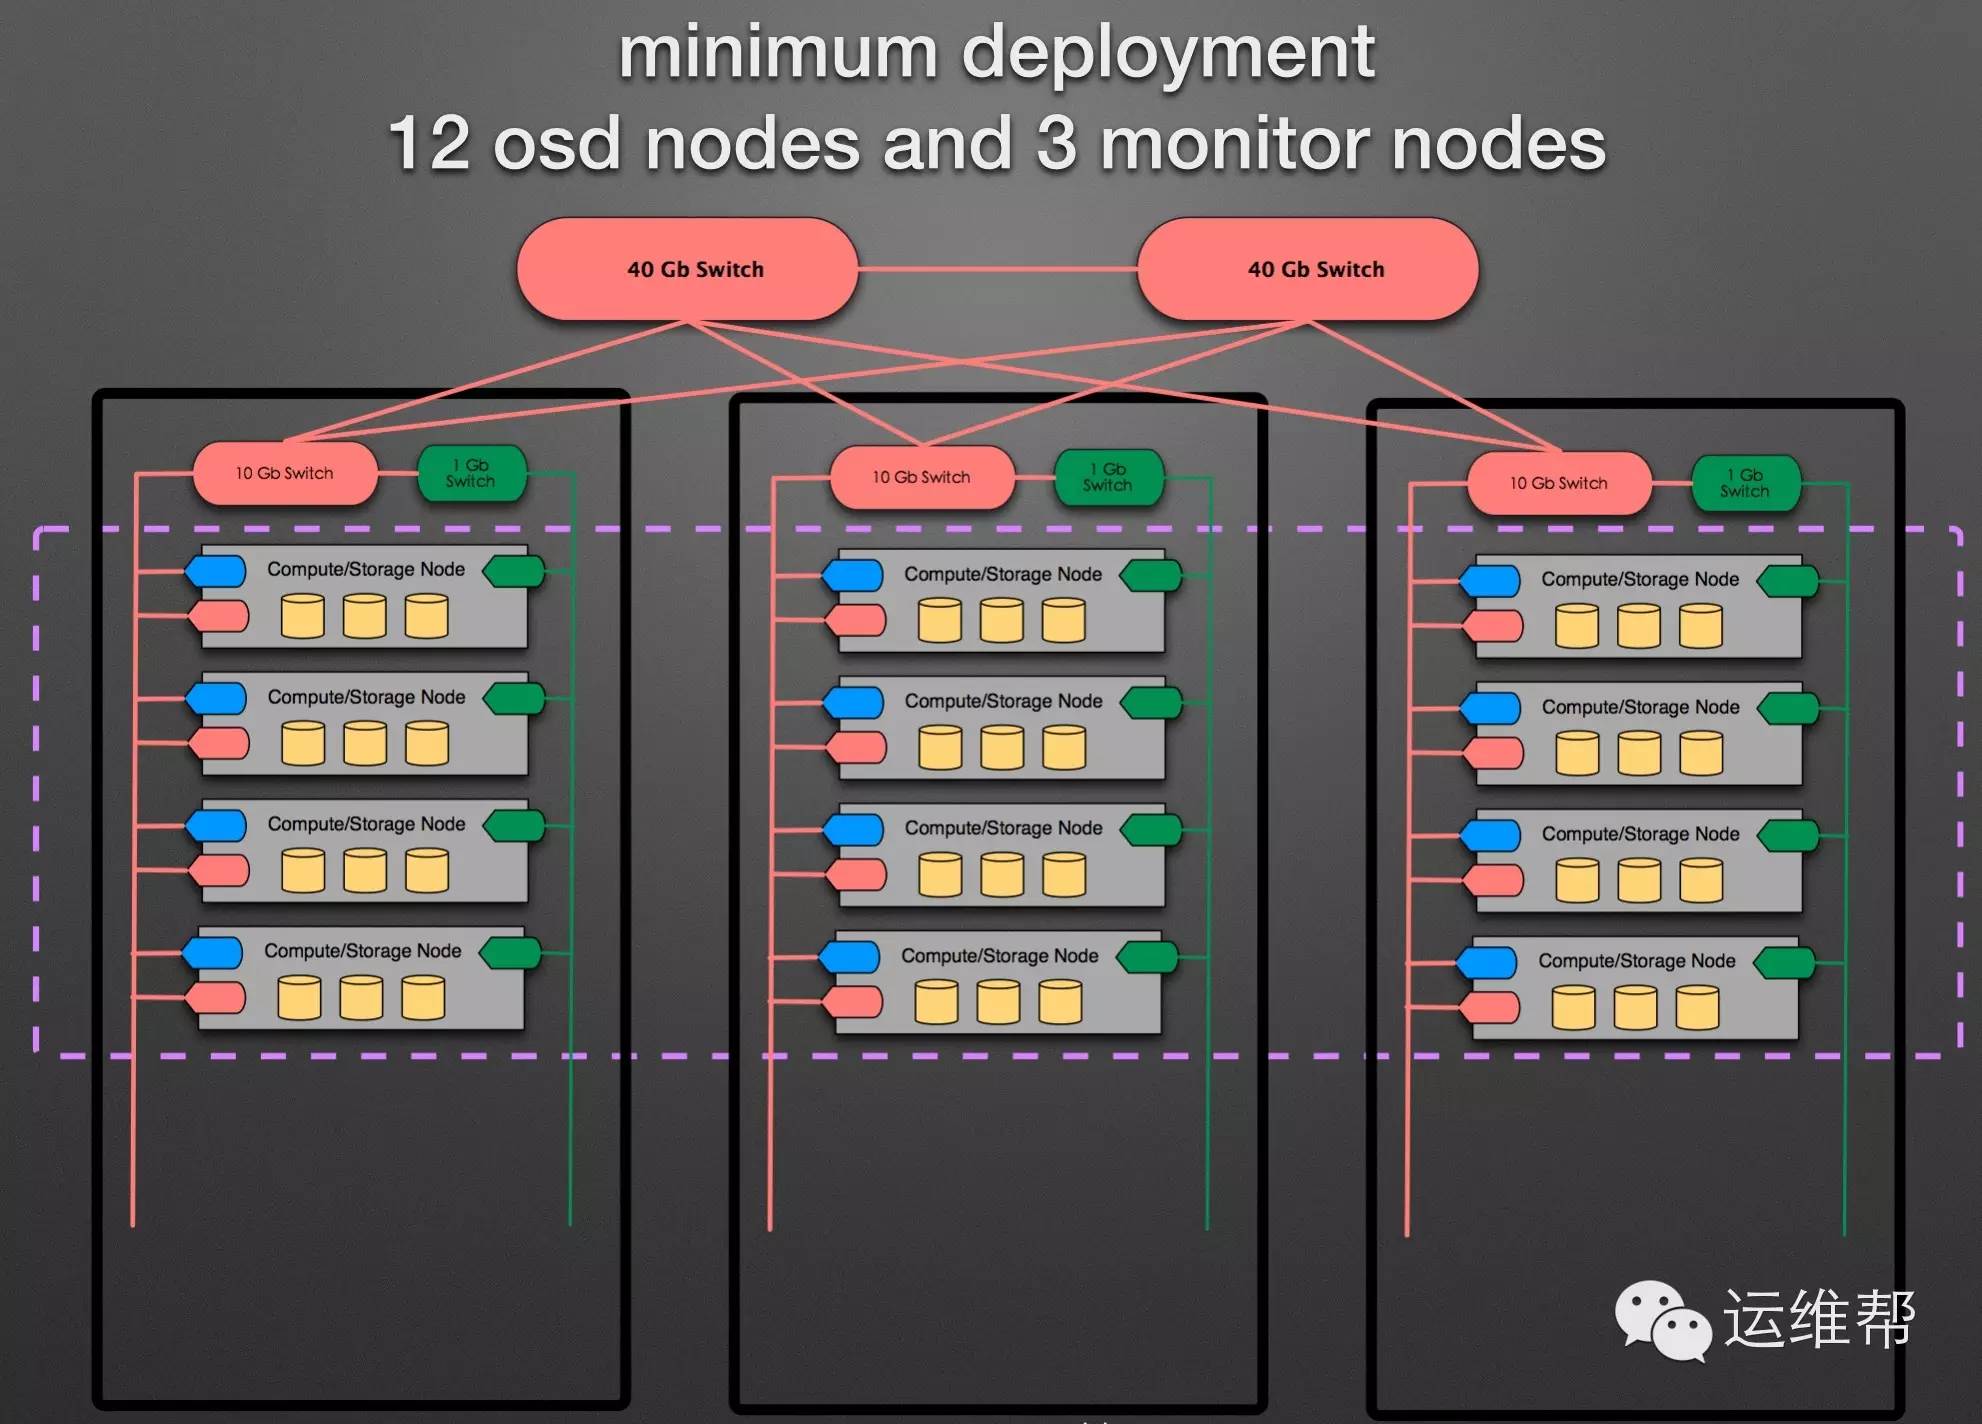 minimum deployment
12 osd nodes and 3 monitor nodes
40 Gb Switch
40 Gb Switch
10 Gb Switch
1 Gb
Switch
10 Gb Switch
1 Gb
Switch
10 Gb Switch
1 Gb
Switch
Compute/Storage Node
Compute/Storage Node
Compute/Storage Node
Compute/Storage Node
Compute/Storage Node
Compute/Storage Node
Compute/Storage Node
Compute/Storage Node
Compute/Storage Node
Compute/Storage Node
Compute/Storage Node
Compute/Storage Node
运维帮